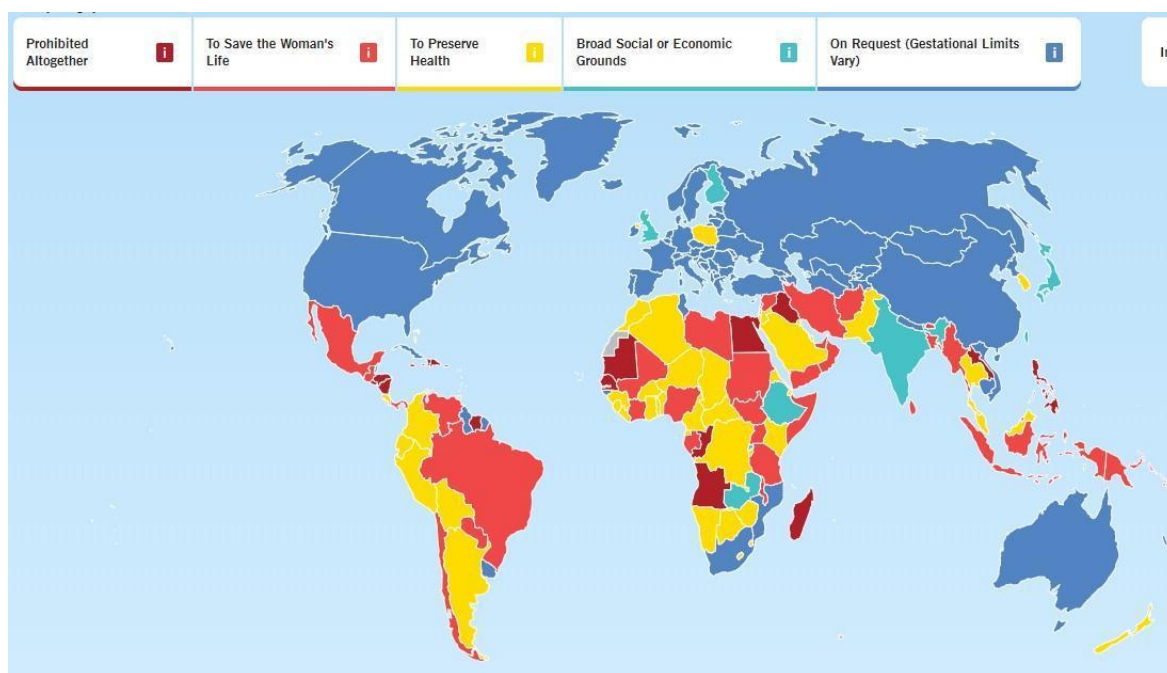 Prohibited
Altogether
i
To Save the Woman's
Life
i
To Preserve
Health
i
Broad Social or Economic
Grounds
i
On Request (Gestational Limits
Vary)
i